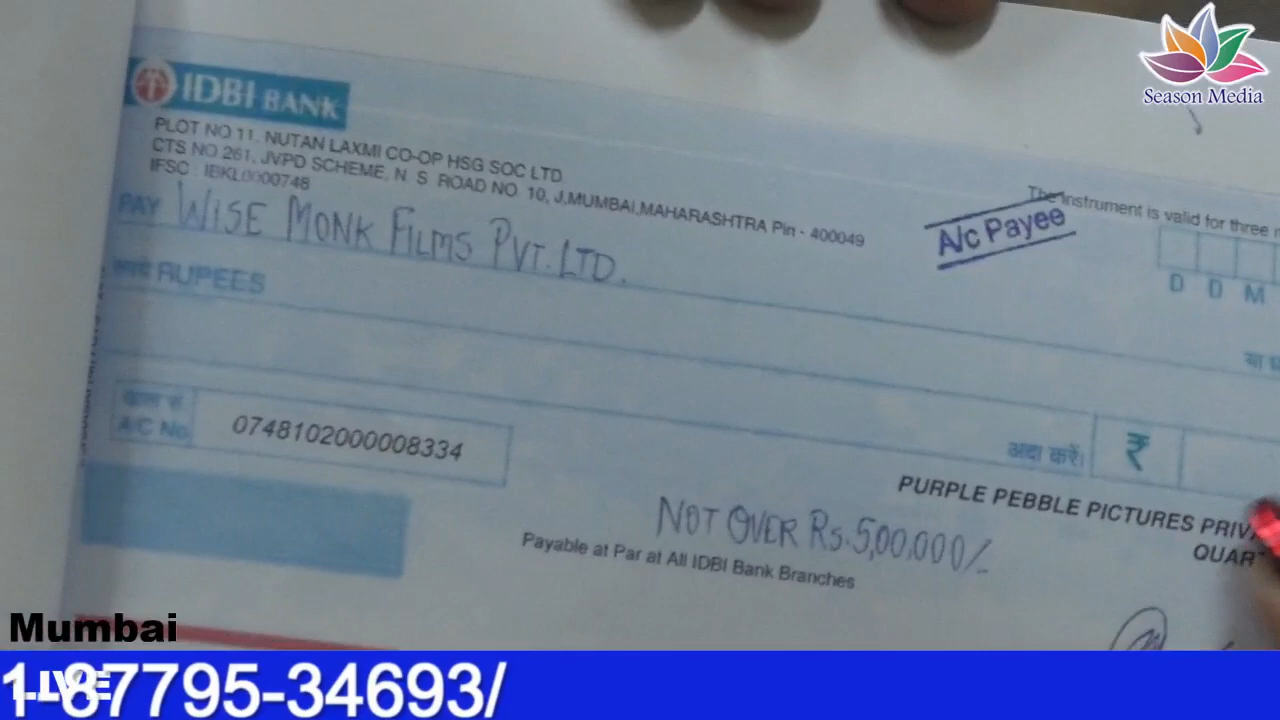 Season Media
IDBI BANK
PLOT NO 11, NUTAN LAXMI CO-OP HSG SOC LTD
CTS NO 261, JVPD SCHEME, N S ROAD NO 10, J,MUMBAI,MAHARASHTRA Pin - 400049
IFSC : IBKL0000748
The Instrument is valid for three
A/c Payee
D D M
PAY WISE MONK FILMS PVT. LTD.
RUPEES
या
खाता सं.
A/C No
0748102000008334
अदा करें।
₹
PURPLE PEBBLE PICTURES
QUAR
NOT OVER Rs. 5,00,000/-
Payable at Par at All IDBI Bank Branches
Mumbai
LIVE
1-87795-34693/